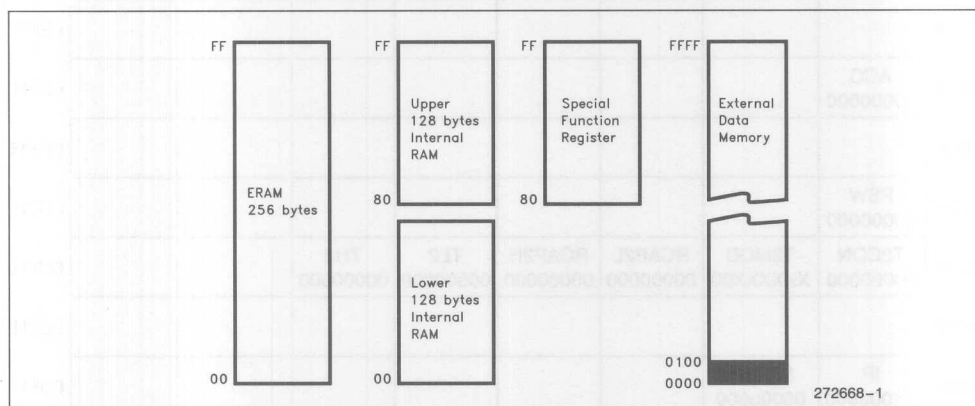 FF
FF
FF
FFFF
Upper
128 bytes
Internal
RAM
Special
Function
Register
External
Data
Memory
ERAM
256 bytes
80
80
Lower
128 bytes
Internal
RAM
0100
0000
00
00
272668-1